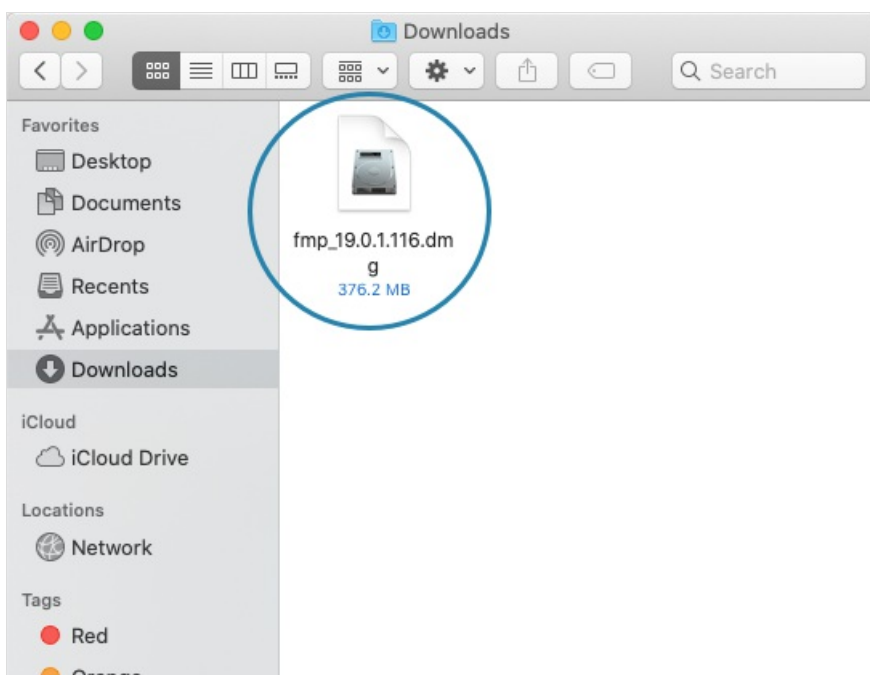 Downloads
Search
Favorites
Desktop
Documents
AirDrop
Recents
Applications
Downloads
iCloud
iCloud Drive
Locations
Network
Tags
Red
Orange
fmp_19.0.1.116.dm
g
376.2 MB